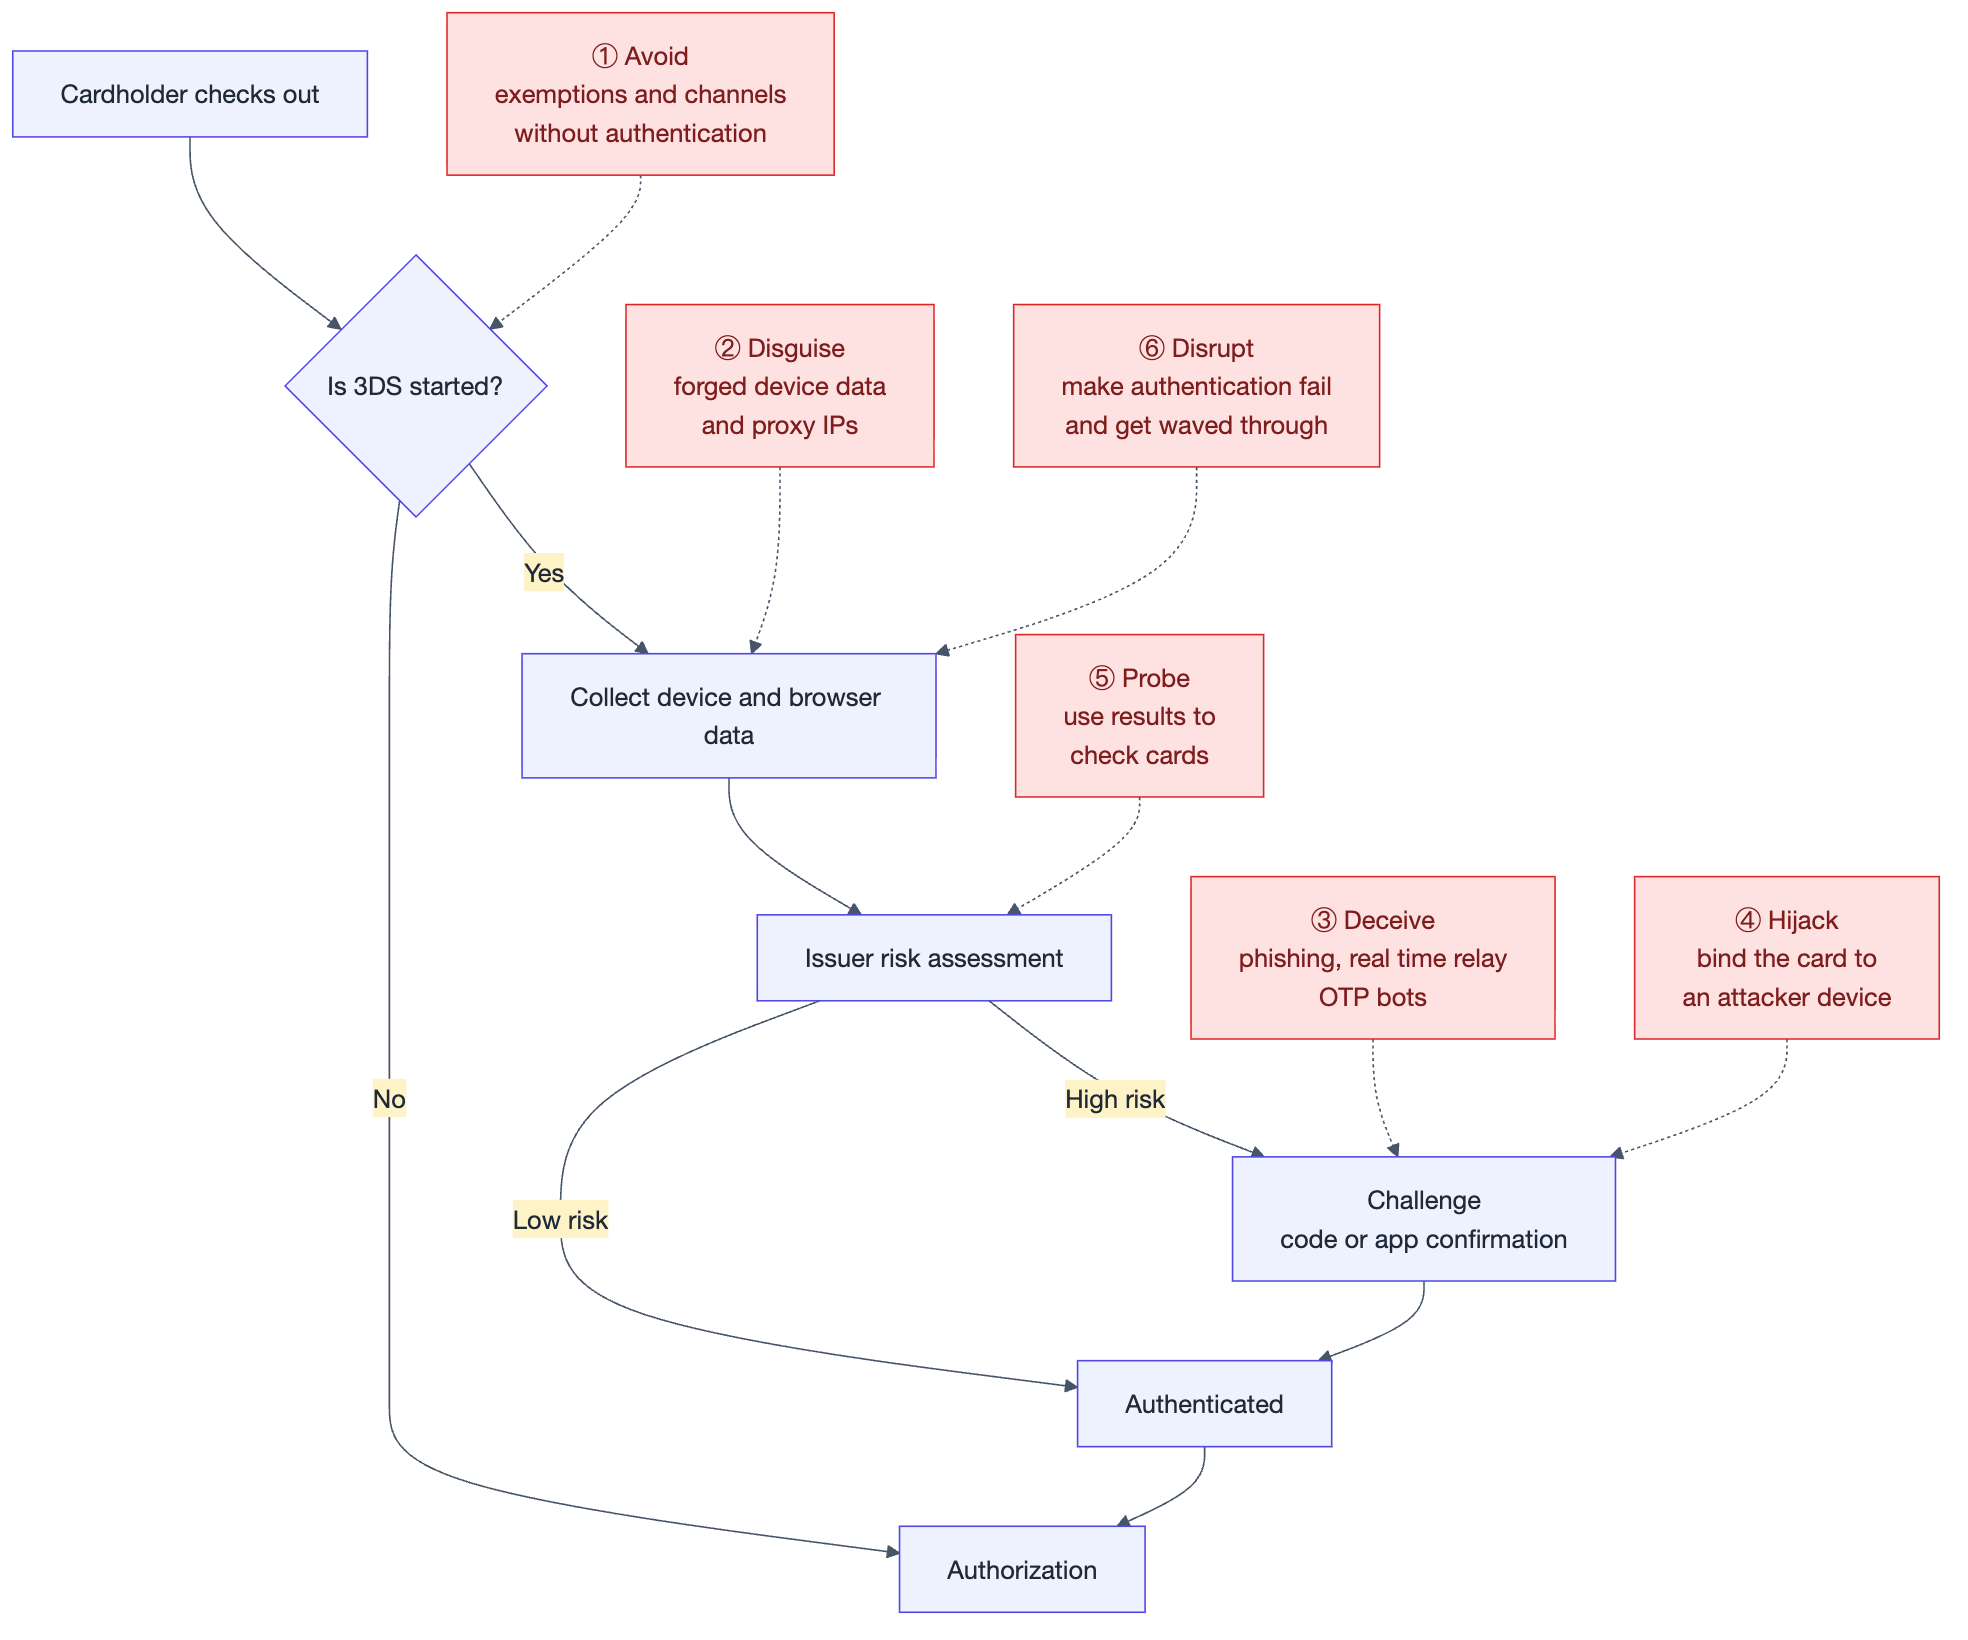 ① Avoid
exemptions and channels
without authentication
Cardholder checks out
Is 3DS started?
② Disguise
forged device data
and proxy IPs
⑥ Disrupt
make authentication fail
and get waved through
Yes
Collect device and browser
data
⑤ Probe
use results to
check cards
Issuer risk assessment
③ Deceive
phishing, real time relay
OTP bots
④ Hijack
bind the card to
an attacker device
No
High risk
Low risk
Challenge
code or app confirmation
Authenticated
Authorization